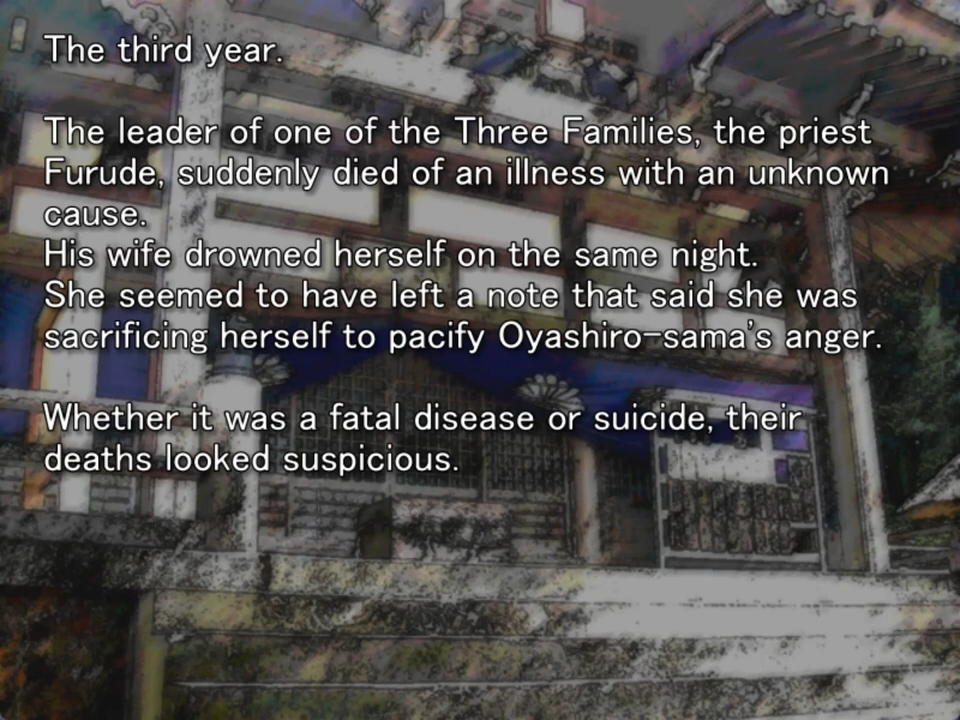 The third year.
The leader of one of the Three Families, the priest
Furude, suddenly died of an illness with an unknown
cause.
His wife drowned herself on the same night.
She seemed to have left a note that said she was
sacrificing herself to pacify Oyashiro-sama's anger.
Whether it was a fatal disease or suicide, their
deaths looked suspicious.